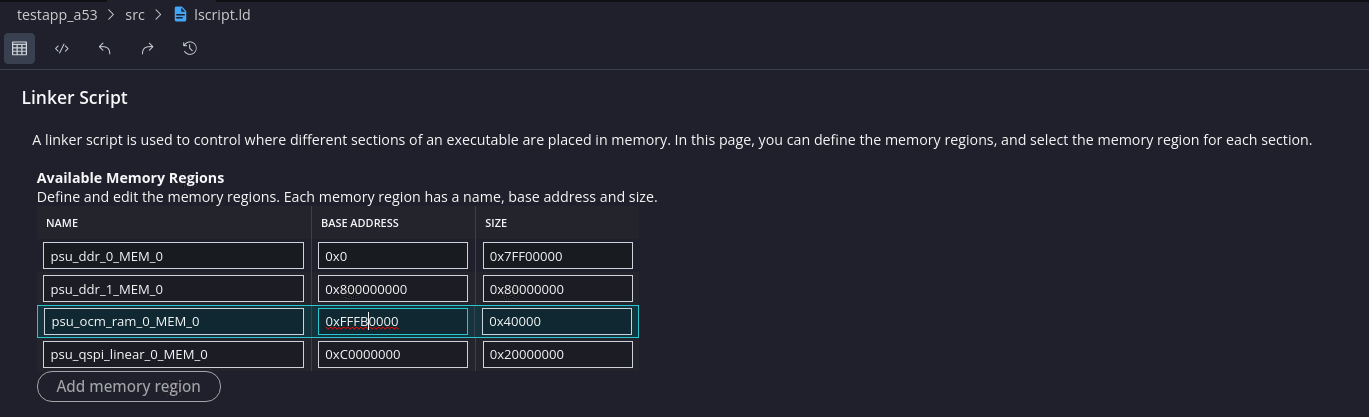 testapp_a53 > src > lscript.ld
Linker Script
A linker script is used to control where different sections of an executable are placed in memory. In this page, you can define the memory regions, and select the memory region for each section.
Available Memory Regions
Define and edit the memory regions. Each memory region has a name, base address and size.
NAME BASE ADDRESS SIZE
psu_ddr_0_MEM_0 0x0 0x7FF00000
psu_ddr_1_MEM_0 0x800000000 0x80000000
psu_ocm_ram_0_MEM_0 0xFFFB0000 0x40000
psu_qspi_linear_0_MEM_0 0xC0000000 0x20000000
Add memory region